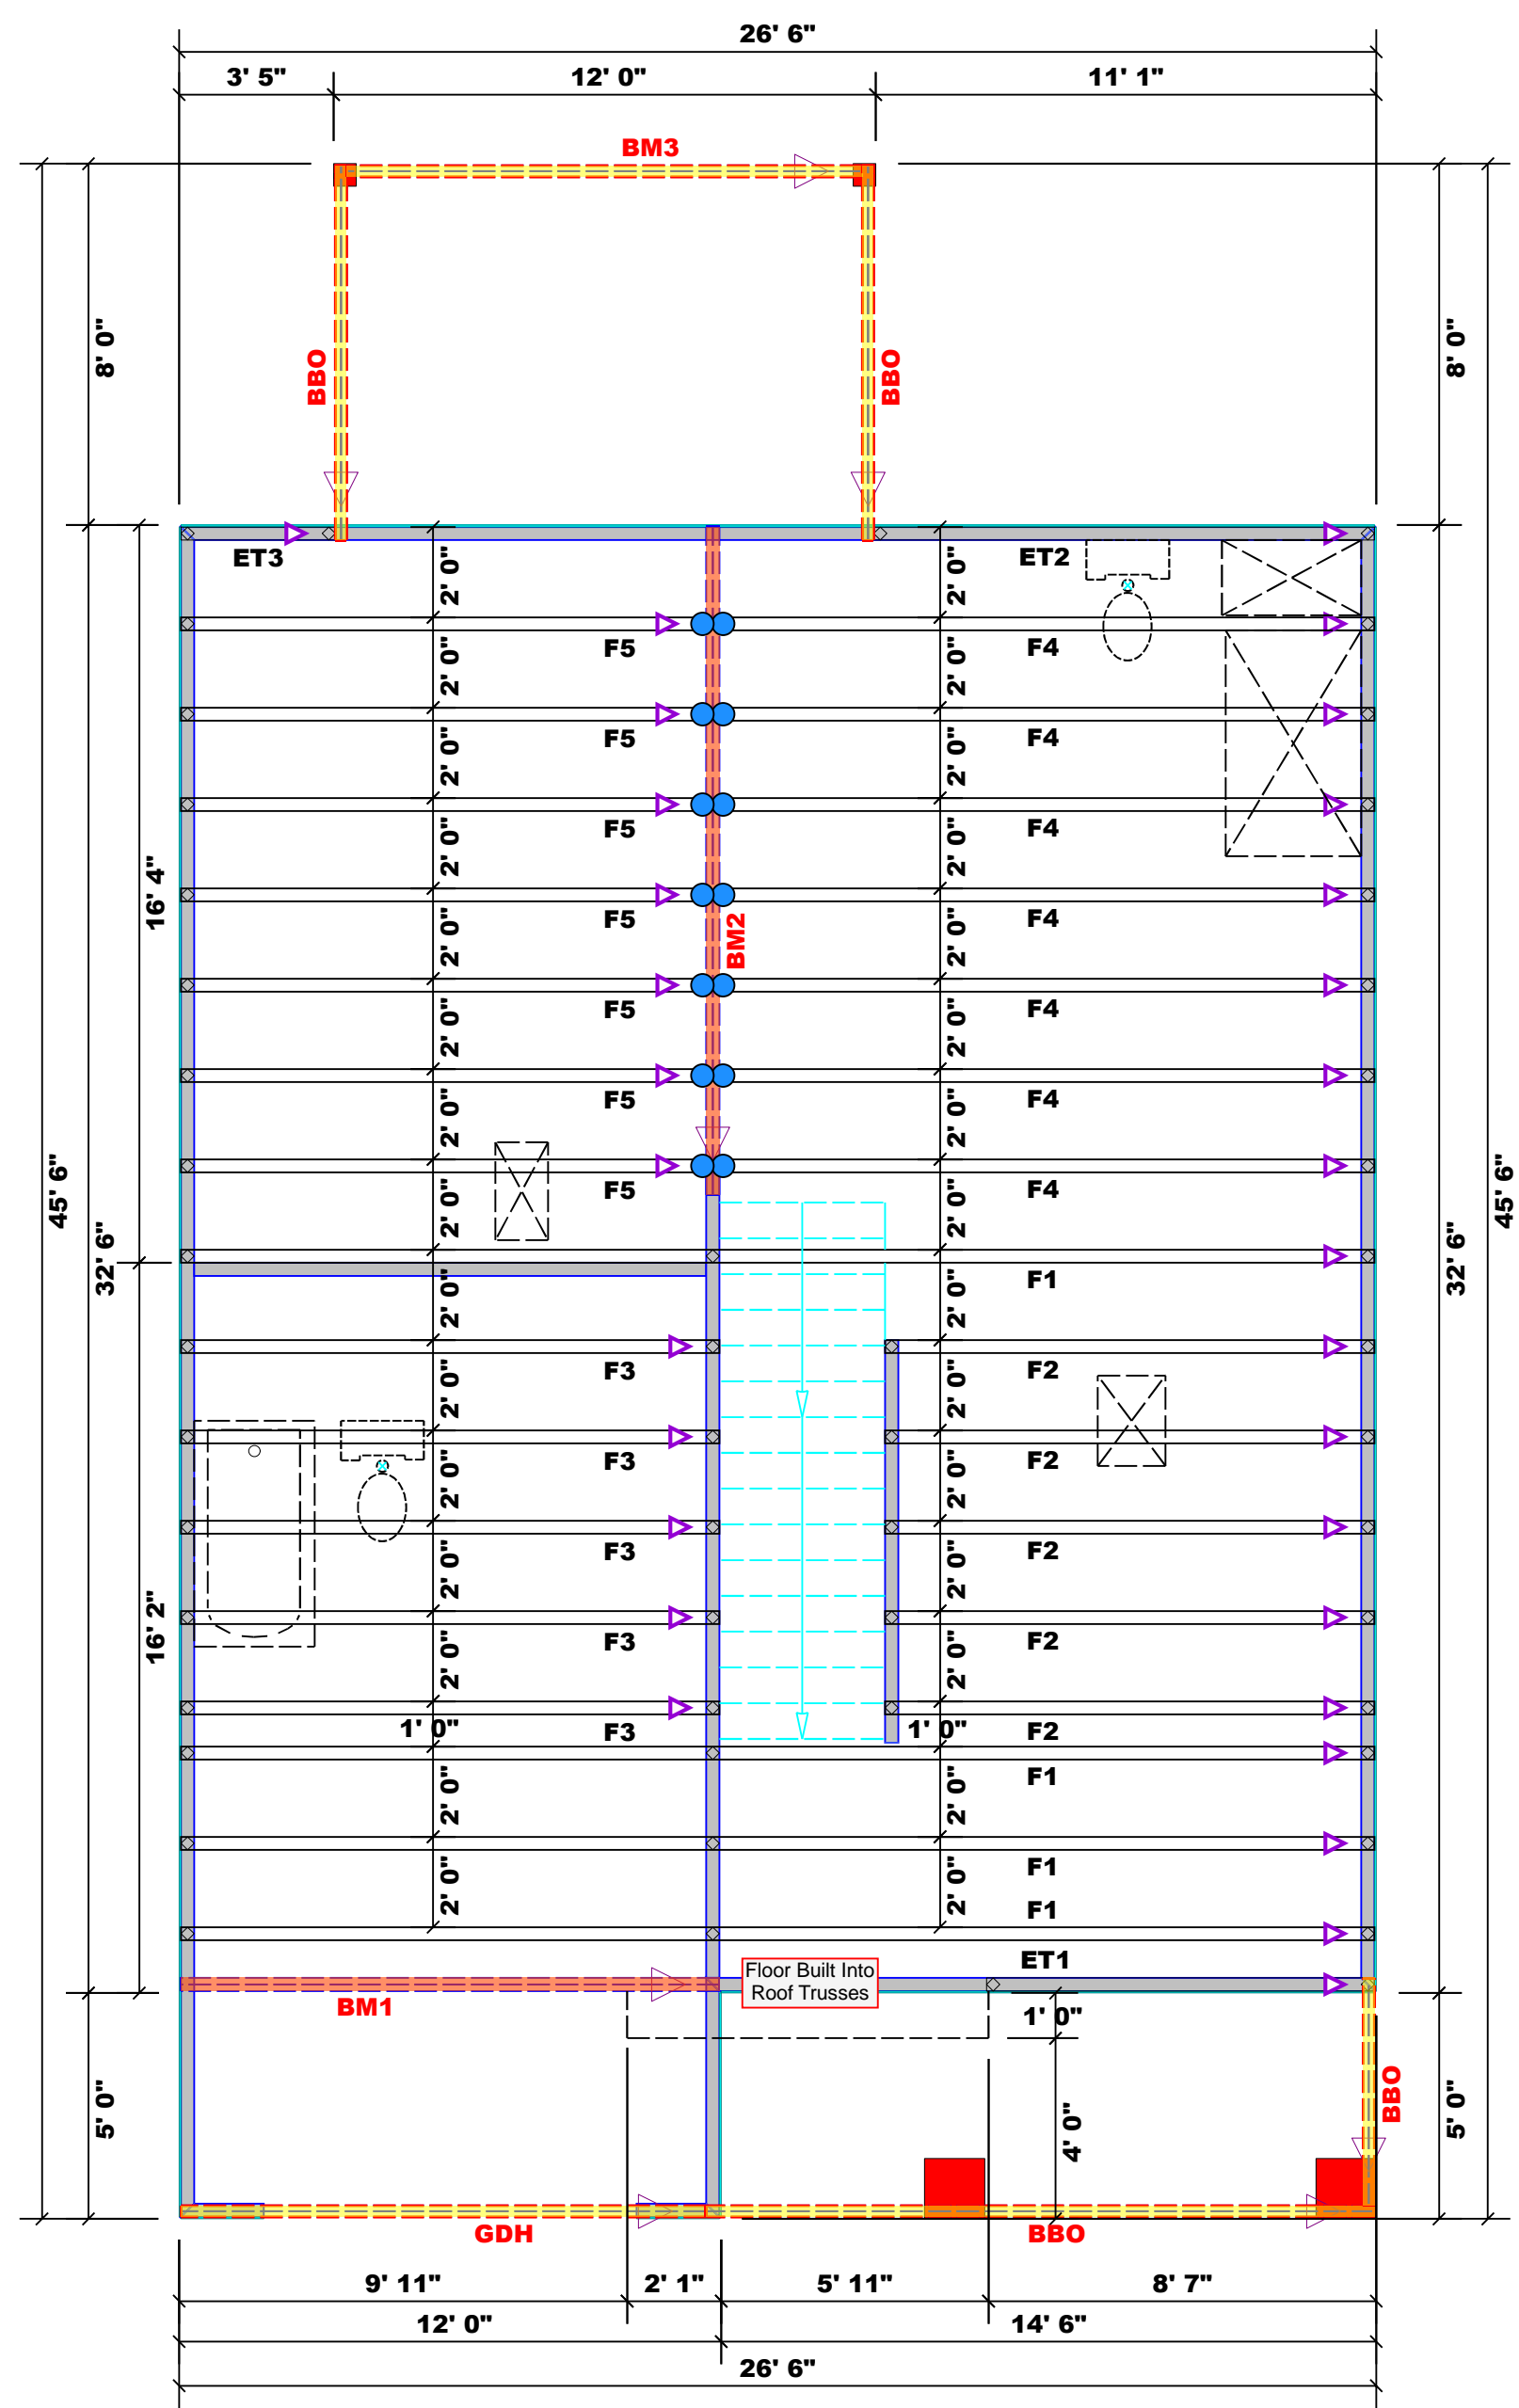 26' 6"
3' 5"
12' 0"
11' 1"
BM3
8' 0"
BBO
BBO
8' 0"
ET3
2' 0"
2' 0"
ET2
F5
2' 0"
2' 0"
F4
F5
2' 0"
2' 0"
F4
F5
2' 0"
2' 0"
F4
16' 4"
F5
BM2
2' 0"
2' 0"
F4
F5
2' 0"
2' 0"
F4
F5
2' 0"
2' 0"
F4
F5
2' 0"
2' 0"
F4
45' 6"
32' 6"
F1
32' 6"
45' 6"
2' 0"
2' 0"
F3
2' 0"
2' 0"
F2
F3
2' 0"
2' 0"
F2
F3
2' 0"
2' 0"
F2
16' 2"
F3
2' 0"
2' 0"
F2
1' 0"
F3
1' 0"
F2
F1
2' 0"
2' 0"
F1
2' 0"
2' 0"
F1
ET1
Floor Built Into
Roof Trusses
BM1
1' 0"
5' 0"
4' 0"
BBO
5' 0"
GDH
BBO
9' 11"
2' 1"
5' 11"
8' 7"
12' 0"
14' 6"
26' 6"